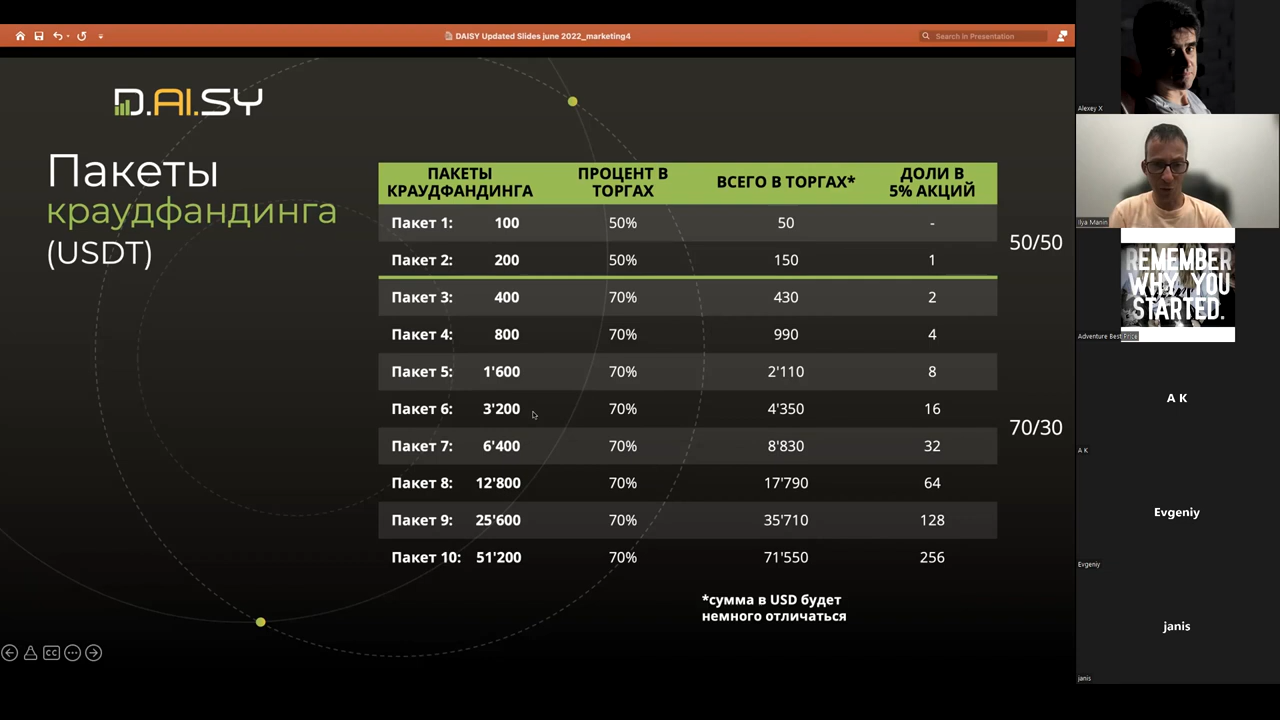 DAISY Updated Slides june 2022_marketing4
Search in Presentation
D.AI.SY
Пакеты
краудфандинга
(USDT)
ПАКЕТЫ КРАУДФАНДИНГА ПРОЦЕНТ В ТОРГАХ ВСЕГО В ТОРГАХ* ДОЛИ В 5% АКЦИЙ
Пакет 1: 100 50% 50 -
Пакет 2: 200 50% 150 1
50/50
Пакет 3: 400 70% 430 2
Пакет 4: 800 70% 990 4
Пакет 5: 1'600 70% 2'110 8
Пакет 6: 3'200 70% 4'350 16
70/30
Пакет 7: 6'400 70% 8'830 32
Пакет 8: 12'800 70% 17'790 64
Пакет 9: 25'600 70% 35'710 128
Пакет 10: 51'200 70% 71'550 256
*сумма в USD будет
немного отличаться
CC
Alexey X
Ilya Manin
REMEMBER
WHY YOU
STARTED.
Adventure Best Price
A K
A K
Evgeniy
Evgeniy
janis
janis